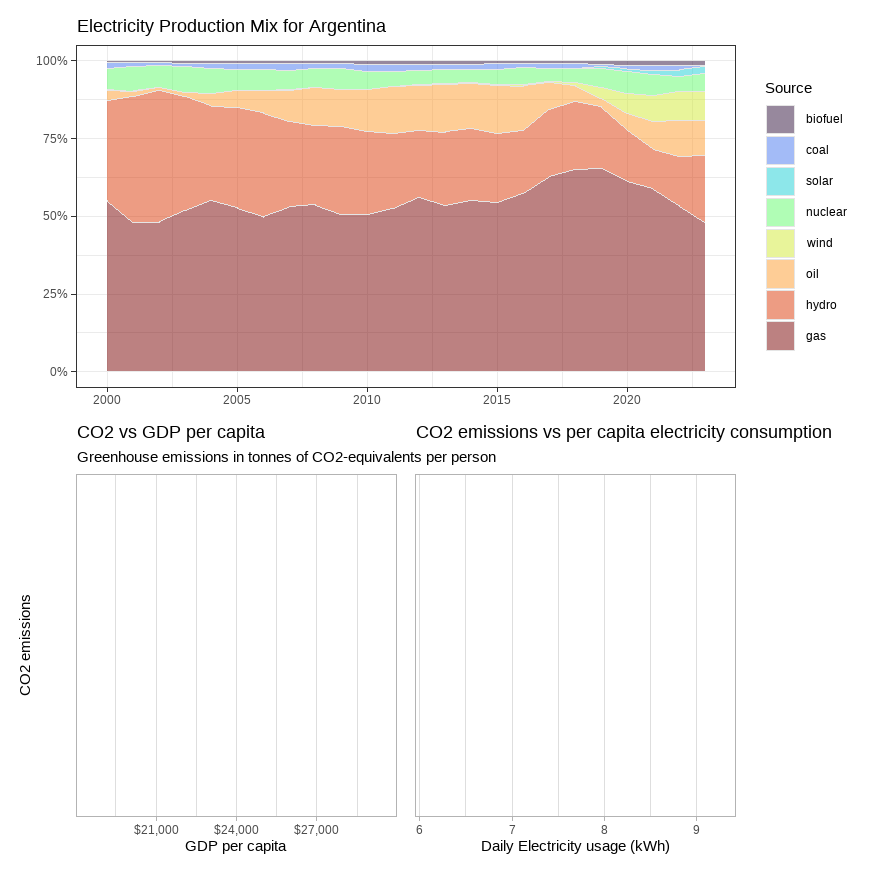 Electricity Production Mix for Argentina
100%
75%
50%
25%
0%
2000 2005 2010 2015 2020
Source
biofuel
coal
solar
nuclear
wind
oil
hydro
gas
CO2 vs GDP per capita
Greenhouse emissions in tonnes of CO2-equivalents per person
CO2 emissions
$21,000 $24,000 $27,000
GDP per capita
CO2 emissions vs per capita electricity consumption
6 7 8 9
Daily Electricity usage (kWh)